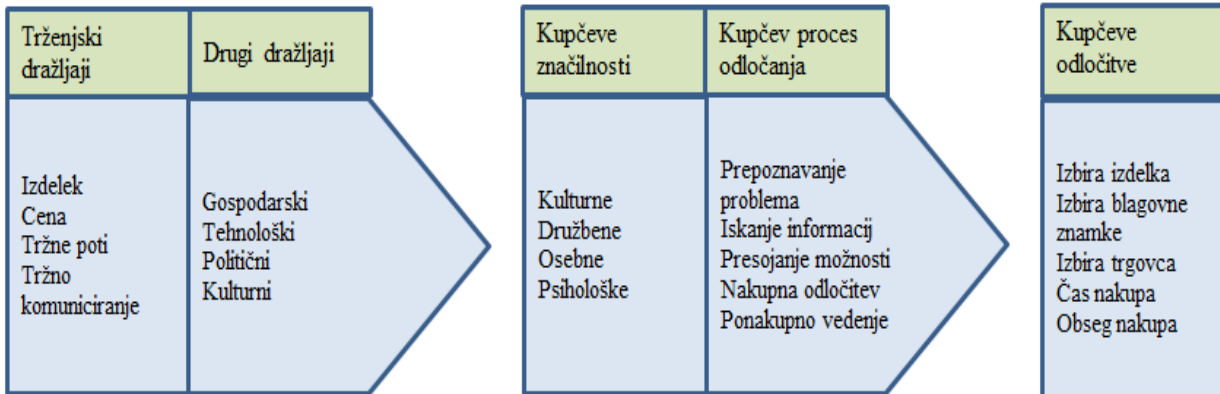 Trženjski
dražljaji
Drugi dražljaji
Izdelek
Cena
Tržne poti
Tržno
komuniciranje
Gospodarski
Tehnološki
Politični
Kulturni
Kupčeve
značilnosti
Kupčev proces
odločanja
Kulturne
Družbene
Osebne
Psihološke
Prepoznavanje
problema
Iskanje informacij
Presojanje možnosti
Nakupna odločitev
Ponakupno vedenje
Kupčeve
odločitve
Izbira izdelka
Izbira blagovne
znamke
Izbira trgovca
Čas nakupa
Obseg nakupa